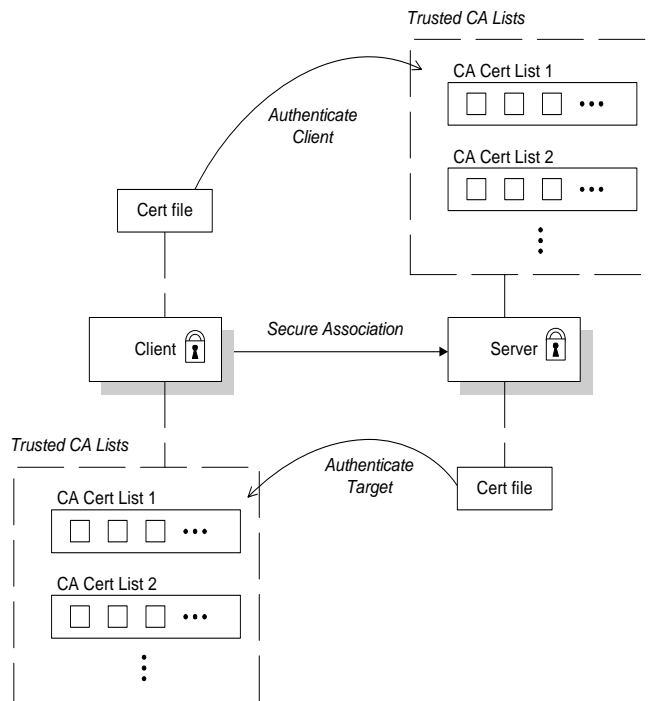 Trusted CA Lists
CA Cert List 1
Authenticate
Client
CA Cert List 2
Cert file
Client
Secure Association
Server
Trusted CA Lists
Authenticate
Target
Cert file
CA Cert List 1
CA Cert List 2